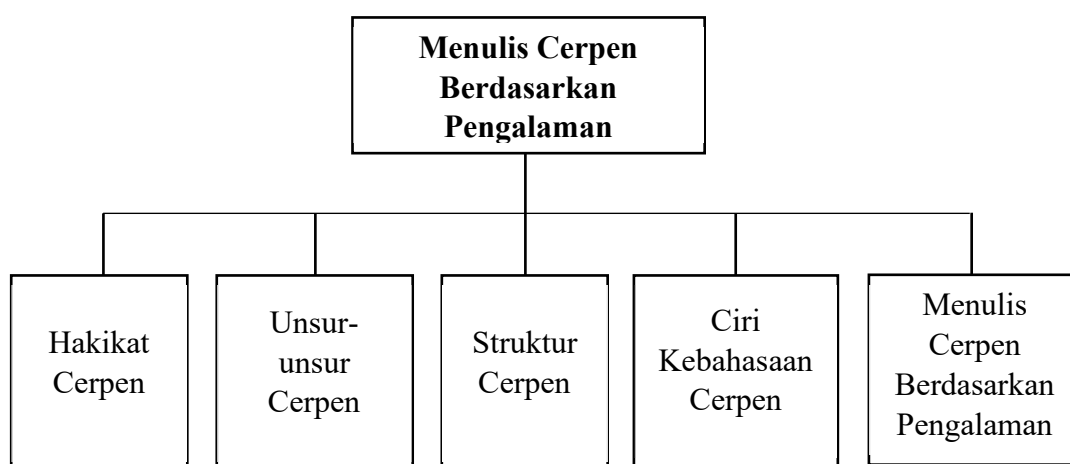 Menulis Cerpen
Berdasarkan
Pengalaman
Hakikat
Cerpen
Unsur-
unsur
Cerpen
Struktur
Cerpen
Ciri
Kebahasaan
Cerpen
Menulis
Cerpen
Berdasarkan
Pengalaman